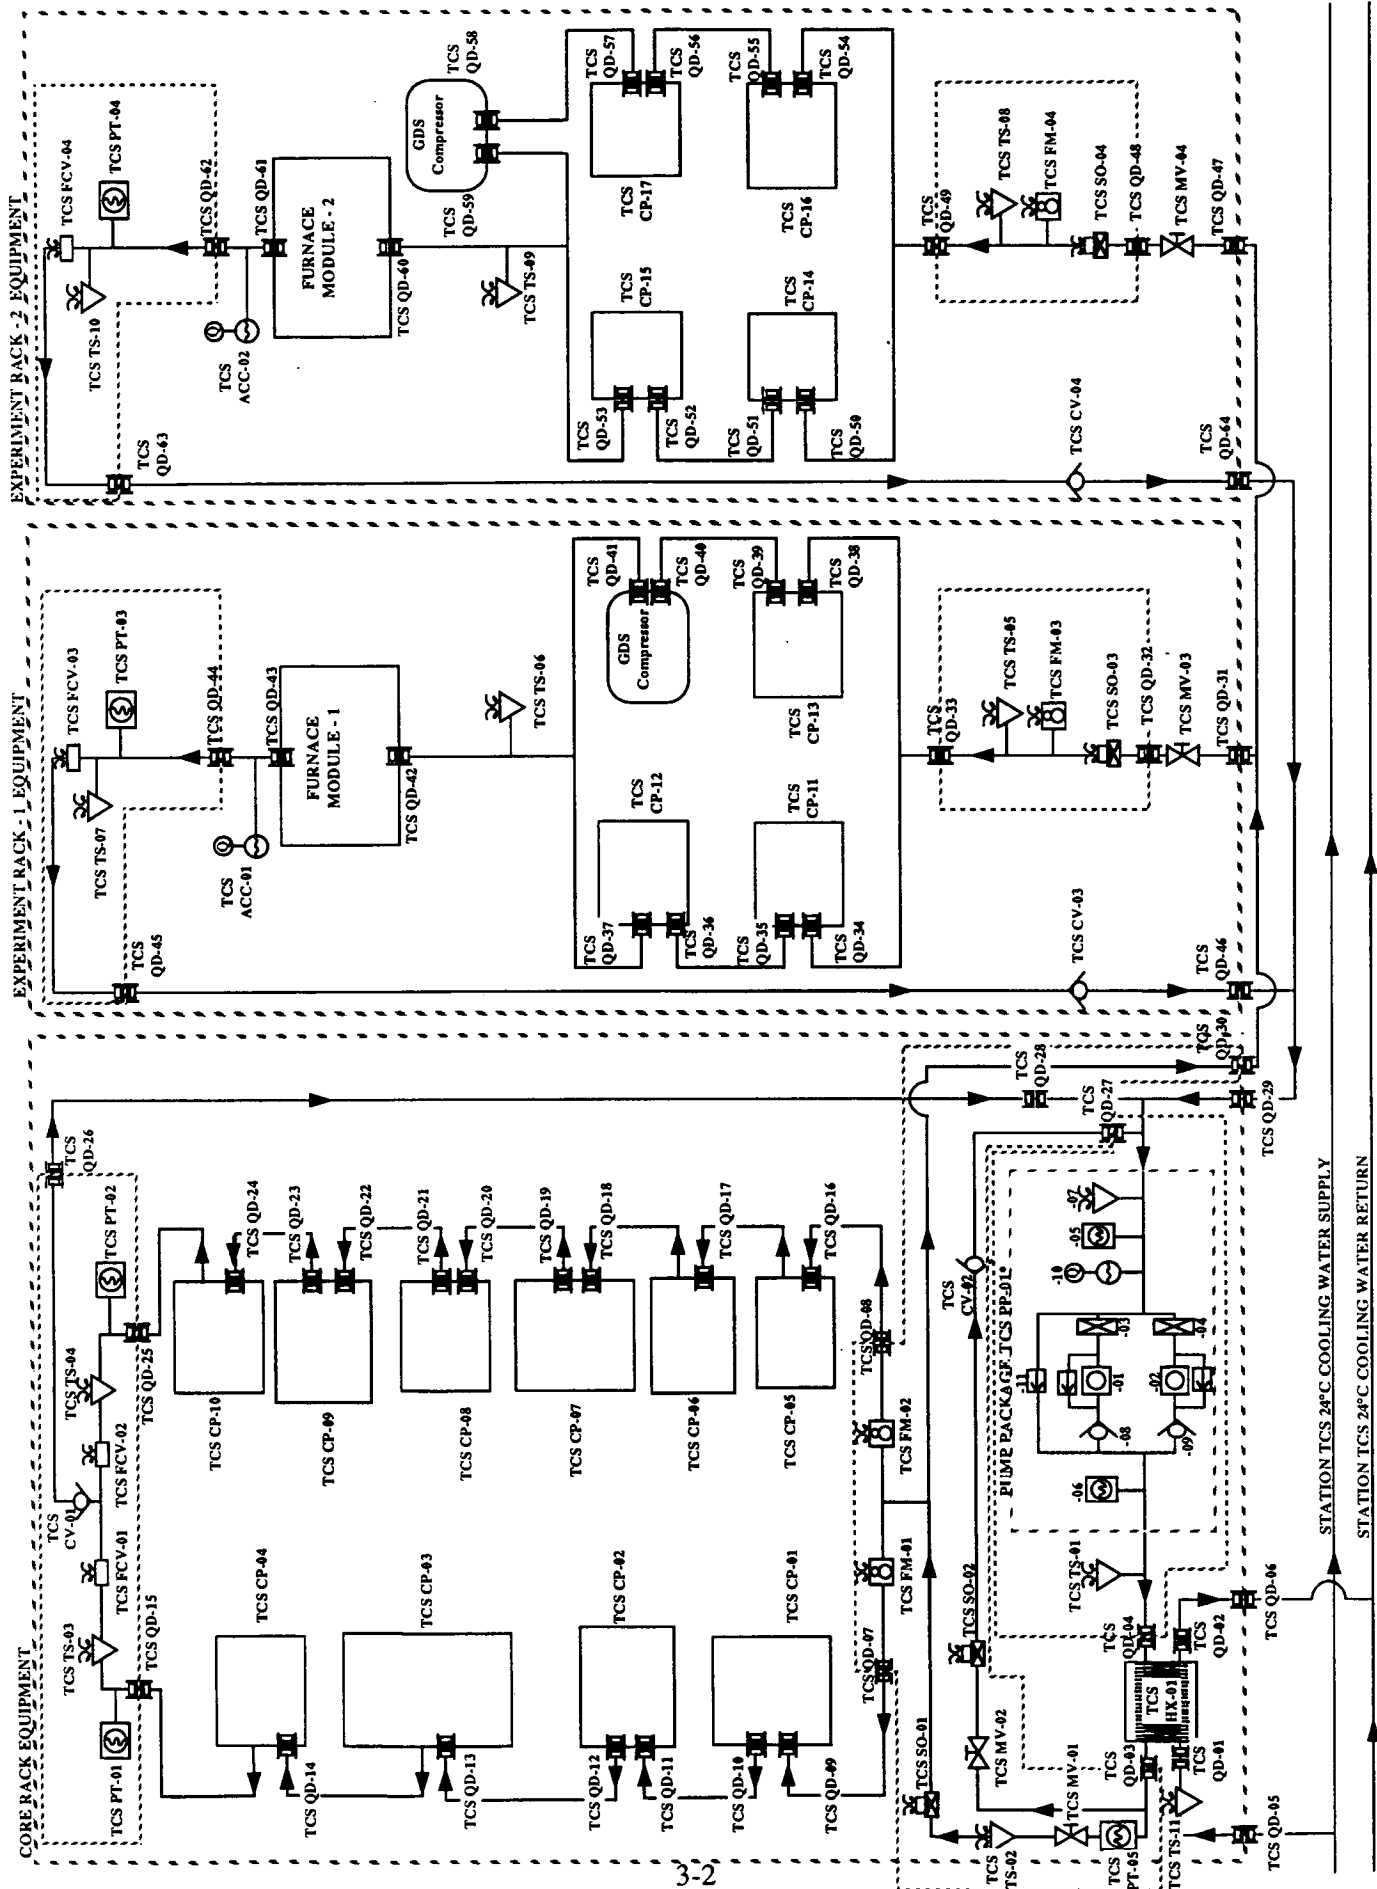 EXPERIMENT RACK - 2 EQUIPMENT
TCS FCV-04
TCS PT-04
TCS TS-10
TCS QD-62
TCS QD-61
TCS
ACC-02
TCS
QD-63
FURNACE
MODULE - 2
TCS QD-60
TCS TS-09
TCS
QD-59
GDS
Compressor
TCS
QD-58
TCS
QD-57
TCS
QD-56
TCS
QD-55
TCS
QD-54
TCS
CP-17
TCS
CP-16
TCS
CP-15
TCS
CP-14
TCS
QD-53
TCS
QD-52
TCS
QD-51
TCS
QD-50
TCS
QD-49
TCS TS-08
TCS FM-04
TCS SO-04
TCS QD-48
TCS MV-04
TCS QD-47
TCS CV-04
TCS
QD-64
EXPERIMENT RACK - 1 EQUIPMENT
TCS FCV-03
TCS PT-03
TCS TS-07
TCS QD-44
TCS QD-43
TCS
ACC-01
TCS
QD-45
FURNACE
MODULE - 1
TCS QD-42
TCS TS-06
TCS
QD-41
TCS
QD-40
GDS
Compressor
TCS
QD-39
TCS
QD-38
TCS
CP-13
TCS
CP-12
TCS
CP-11
TCS
QD-37
TCS
QD-36
TCS
QD-35
TCS
QD-34
TCS
QD-33
TCS TS-05
TCS FM-03
TCS SO-03
TCS QD-32
TCS MV-03
TCS QD-31
TCS CV-03
TCS
QD-46
CORE RACK EQUIPMENT
TCS
QD-26
TCS PT-02
TCS TS-04
TCS QD-25
TCS FCV-02
TCS
CV-01
TCS FCV-01
TCS TS-03
TCS QD-15
TCS PT-01
TCS QD-24
TCS QD-23
TCS QD-22
TCS QD-21
TCS QD-20
TCS QD-19
TCS QD-18
TCS QD-17
TCS QD-16
TCS CP-10
TCS CP-09
TCS CP-08
TCS CP-07
TCS CP-06
TCS CP-05
TCS CP-04
TCS CP-03
TCS CP-02
TCS CP-01
TCS QD-14
TCS QD-13
TCS QD-12
TCS QD-11
TCS QD-10
TCS QD-09
TCS QD-08
TCS FM-02
TCS FM-01
TCS QD-07
TCS
QD-30
TCS
QD-28
TCS
QD-27
TCS QD-29
TCS
CV-02
PUMP PACKAGE TCS PP-01
-07
-05
-10
-03
-04
-11
-01
-02
-08
-09
-06
TCS TS-01
TCS SO-02
TCS SO-01
TCS MV-02
TCS MV-01
TCS
QD-04
TCS
QD-02
TCS
HX-01
TCS
QD-03
TCS
QD-01
TCS QD-06
TCS QD-05
TCS TS-11
TCS
PT-05
TCS
TS-02
STATION TCS 24°C COOLING WATER SUPPLY
STATION TCS 24°C COOLING WATER RETURN
3-2